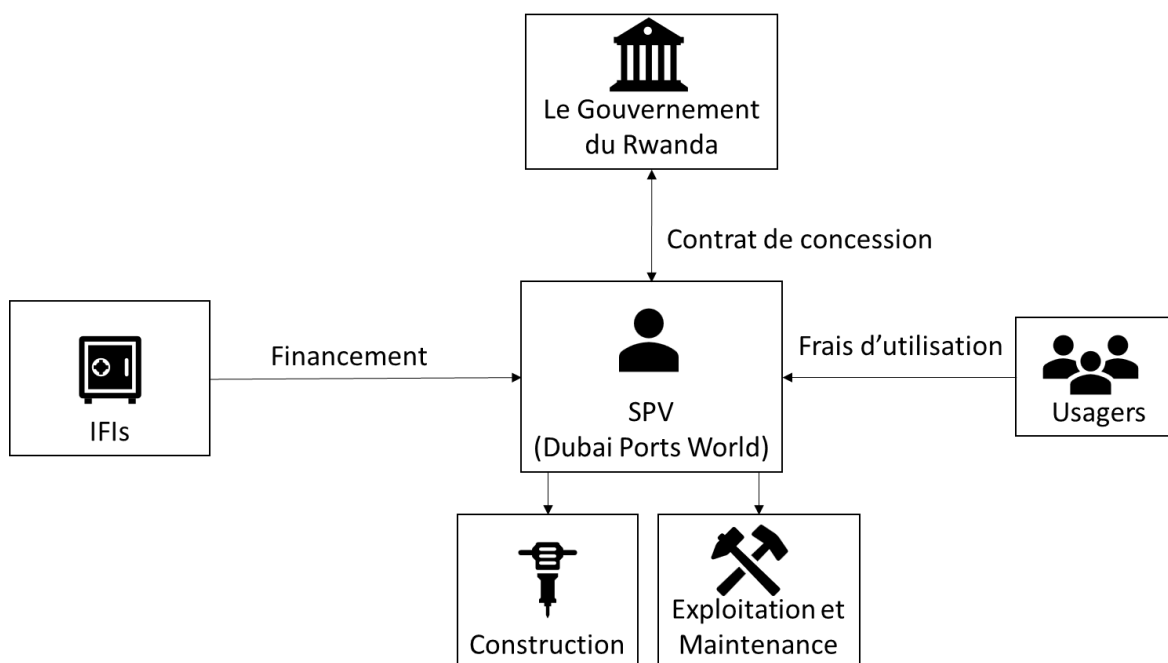 Le Gouvernement
du Rwanda
Contrat de concession
Financement
Frais d'utilisation
IFIs
SPV
(Dubai Ports World)
Usagers
Construction
Exploitation et
Maintenance